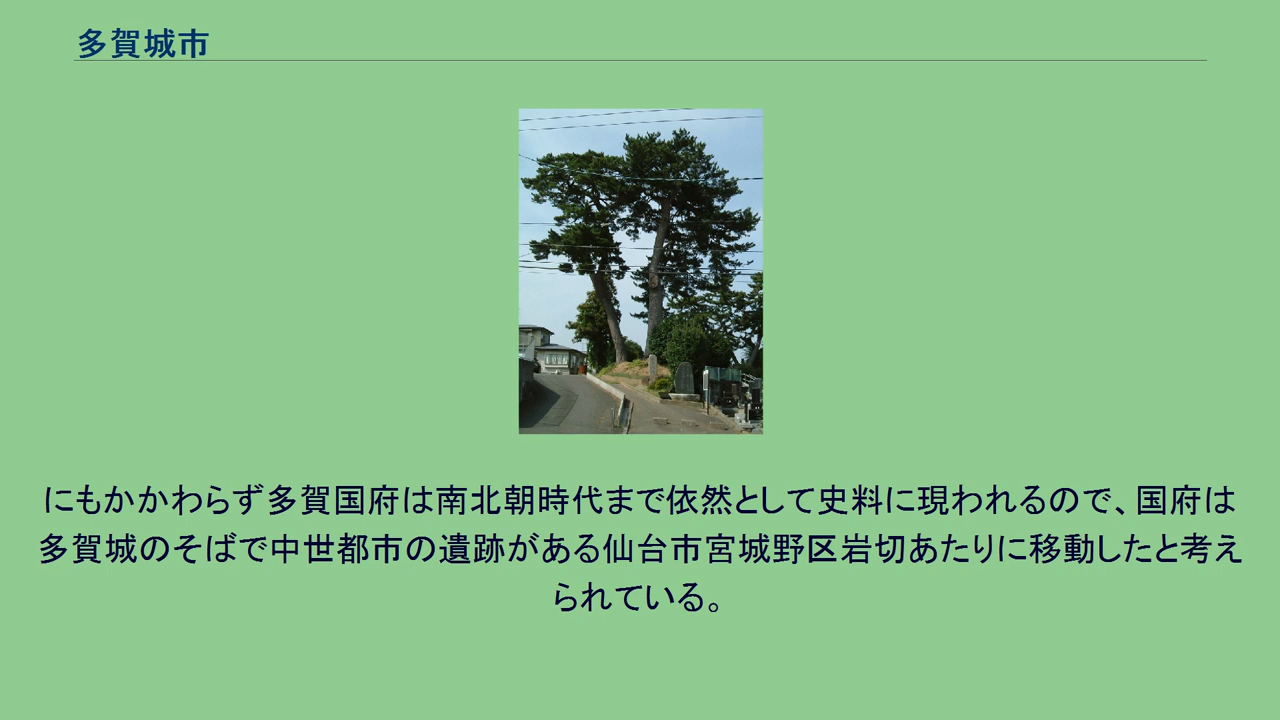 多賀城市
にもかかわらず多賀国府は南北朝時代まで依然として史料に現われるので、国府は
多賀城のそばで中世都市の遺跡がある仙台市宮城野区岩切あたりに移動したと考え
られている。